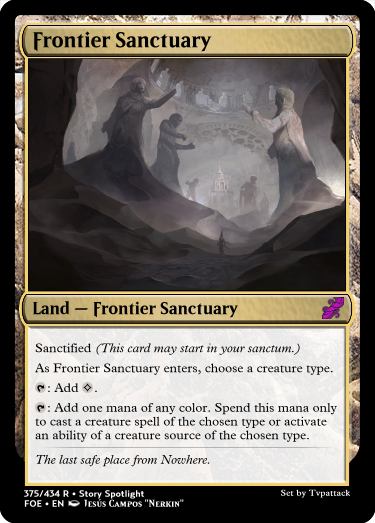 Frontier Sanctuary
Land — Frontier Sanctuary
Sanctified (This card may start in your sanctum.)
As Frontier Sanctuary enters, choose a creature type.
: Add .
: Add one mana of any color. Spend this mana only
to cast a creature spell of the chosen type or activate
an ability of a creature source of the chosen type.
The last safe place from Nowhere.
375/434 R • Story Spotlight
Set by Tvpattack
FOE • EN JESÚS CAMPOS "NERKIN"